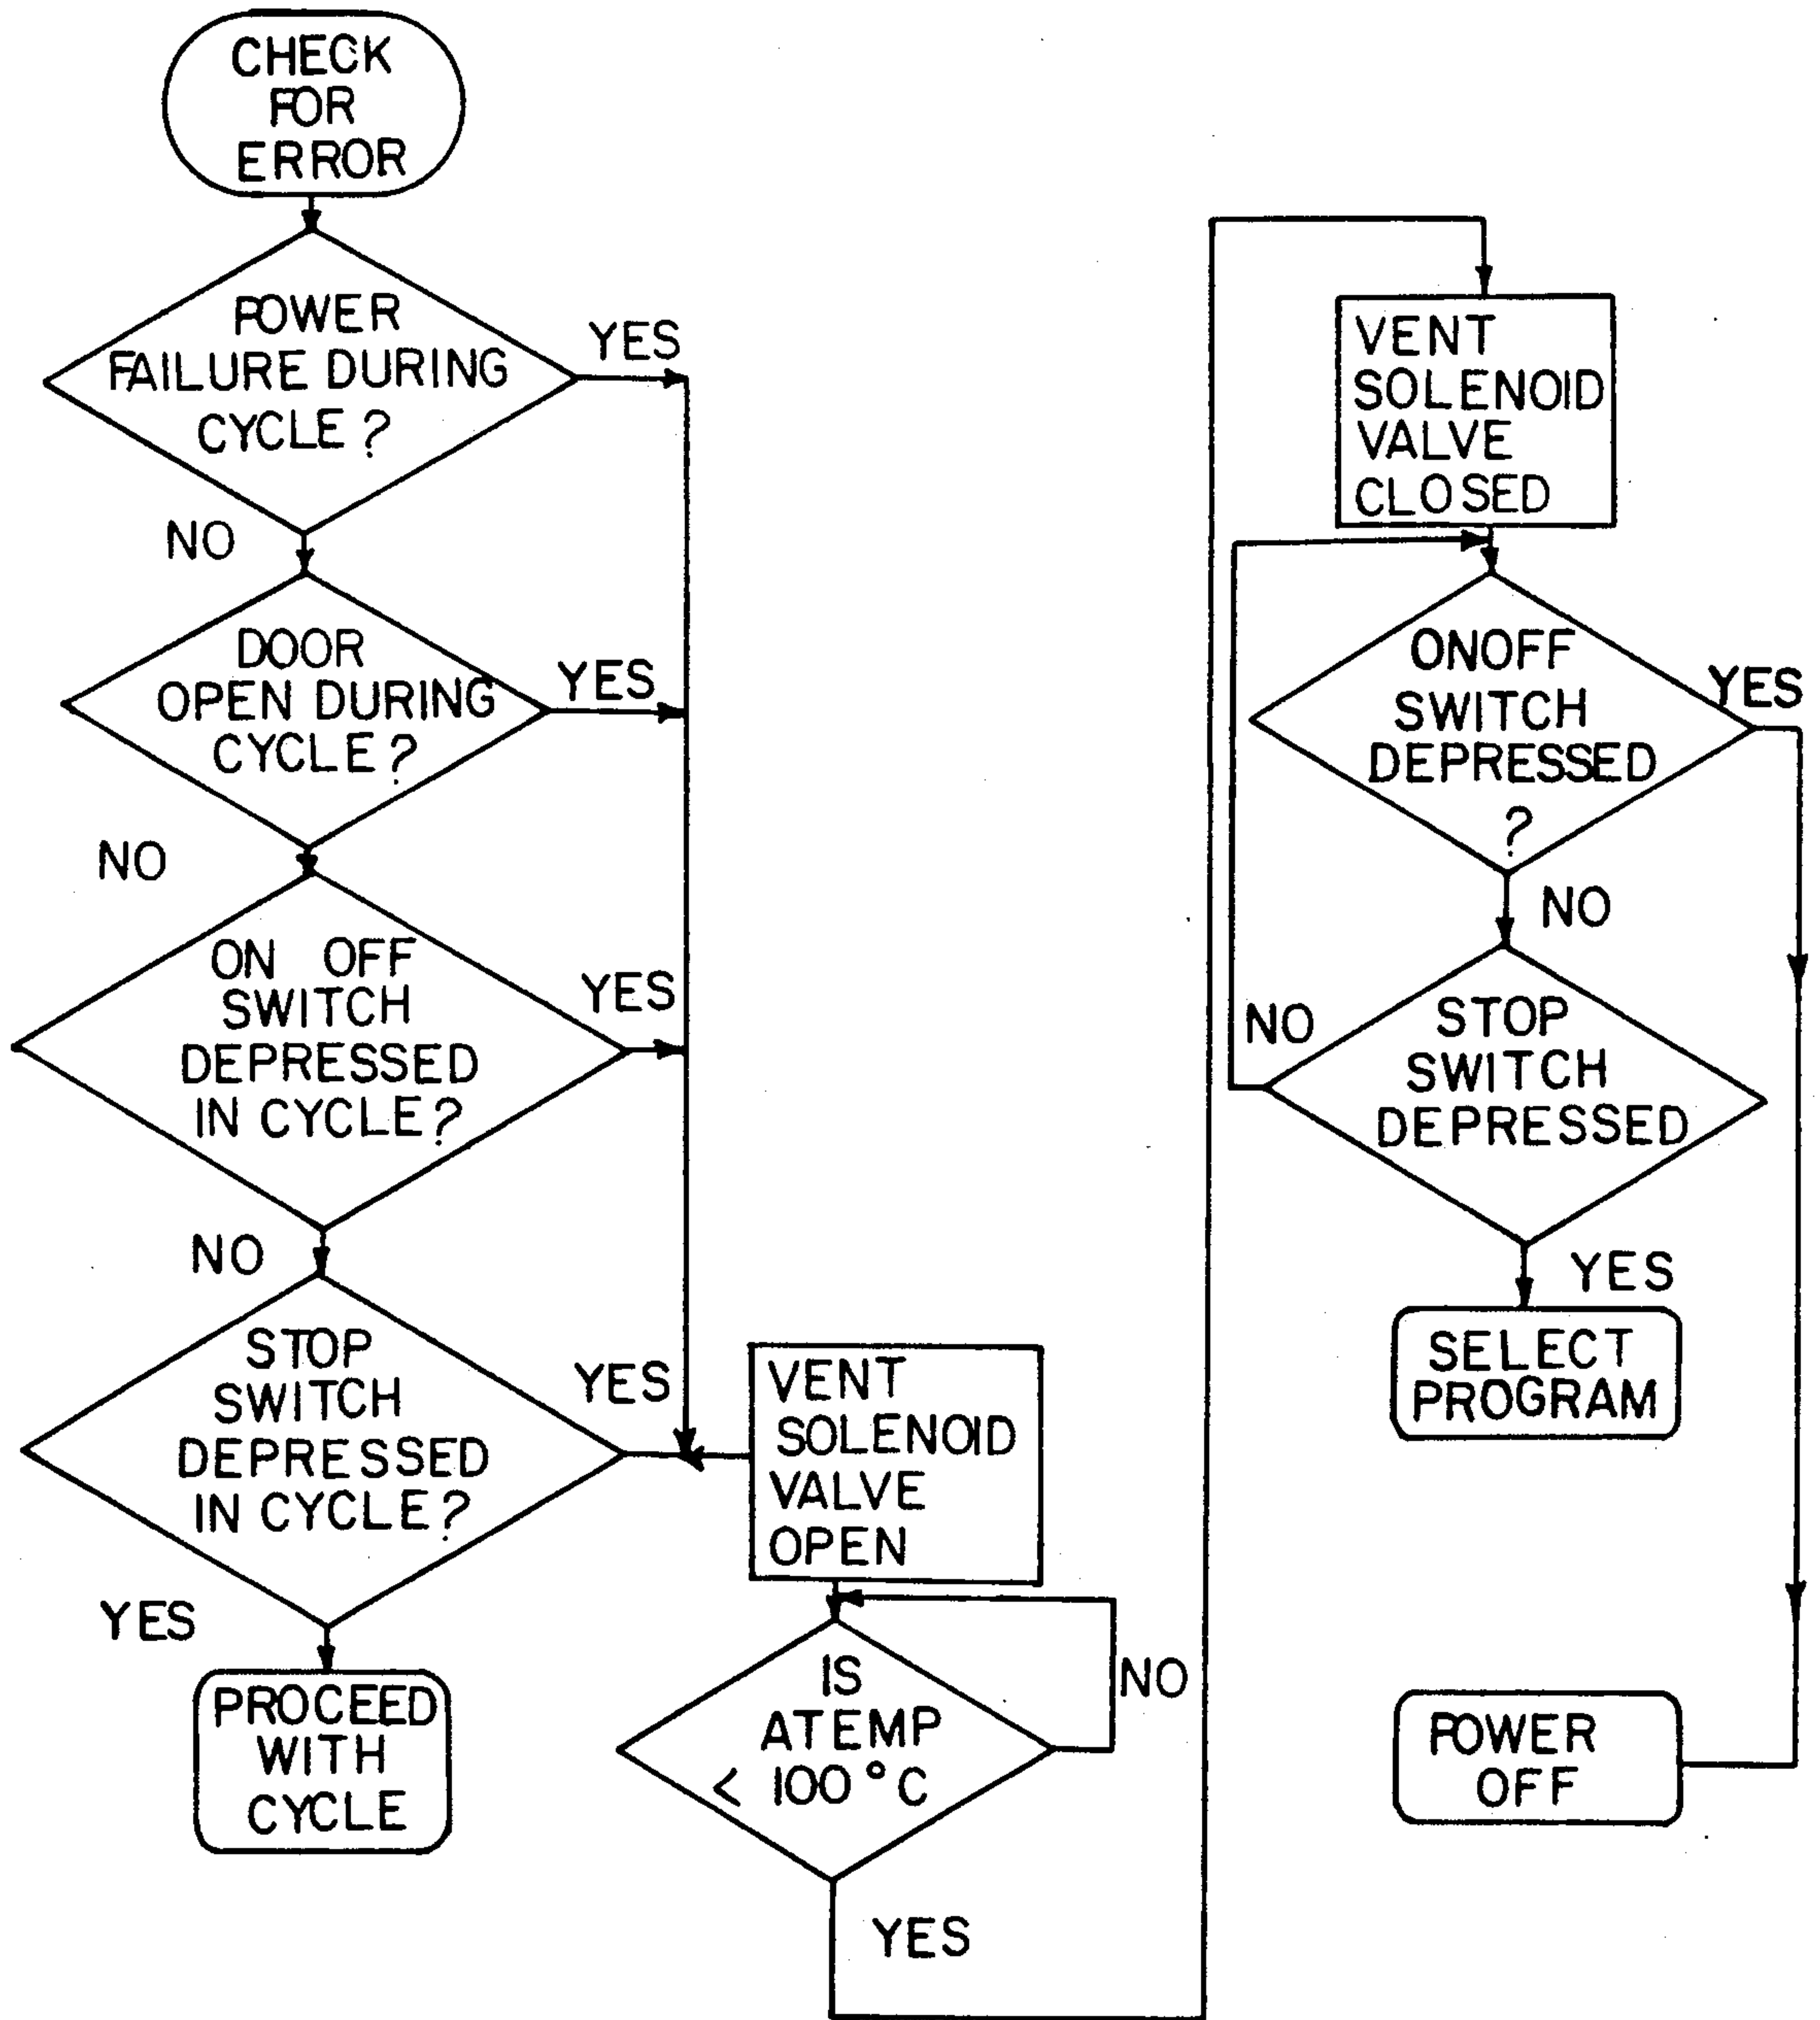 CHECK
FOR
ERROR
POWER
FAILURE DURING
CYCLE?
YES
NO
DOOR
OPEN DURING
CYCLE?
YES
NO
ON OFF
SWITCH
DEPRESSED
IN CYCLE?
YES
NO
STOP
SWITCH
DEPRESSED
IN CYCLE?
YES
YES
PROCEED
WITH
CYCLE
VENT
SOLENOID
VALVE
OPEN
IS
ATEMP
< 100°C
NO
YES
VENT
SOLENOID
VALVE
CLOSED
ONOFF
SWITCH
DEPRESSED
?
YES
NO
STOP
SWITCH
DEPRESSED
NO
YES
SELECT
PROGRAM
POWER
OFF